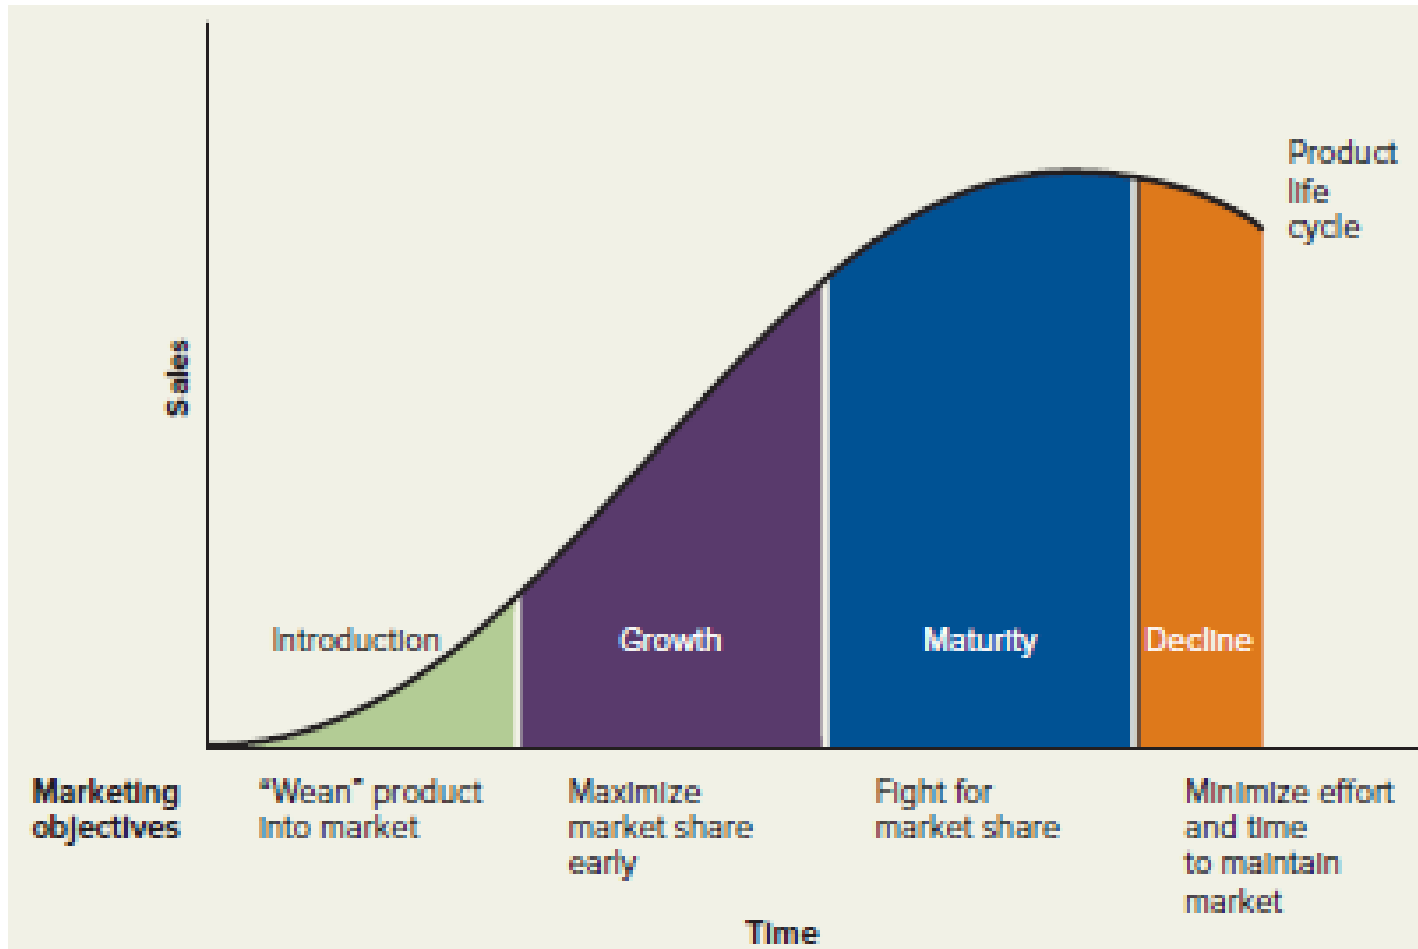 Product
life
cycle
Sales
Introduction
Growth
Maturity
Decline
Marketing
objectives
"Wean" product
into market
Maximize
market share
early
Fight for
market share
Minimize effort
and time
to maintain
market
Time